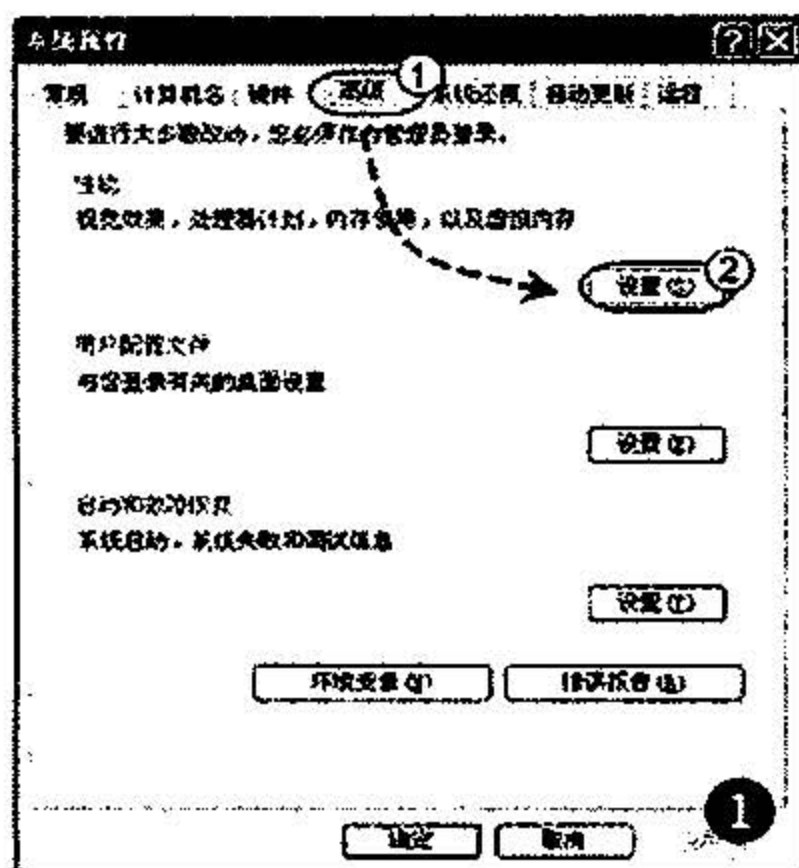 系统属性
常规 计算机名 硬件 高级 ① 系统还原 自动更新 远程
要进行大多数改动，您必须作为管理员登录。
性能
视觉效果，处理器计划，内存使用，以及虚拟内存
设置(S) ②
用户配置文件
与您登录有关的桌面设置
设置(E)
启动和故障恢复
系统启动，系统失败和调试信息
设置(T)
环境变量(N) 错误报告(R)
1
确定 取消